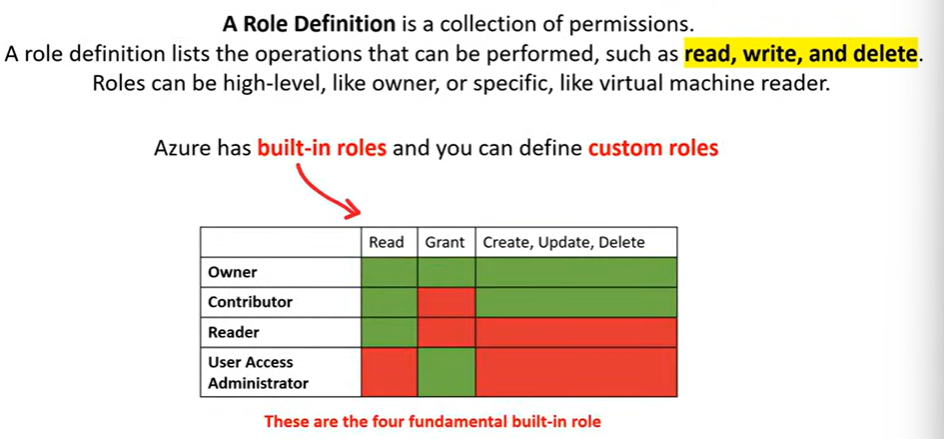 A Role Definition is a collection of permissions.
A role definition lists the operations that can be performed, such as read, write, and delete.
Roles can be high-level, like owner, or specific, like virtual machine reader.
Azure has built-in roles and you can define custom roles
Read Grant Create, Update, Delete
Owner
Contributor
Reader
User Access
Administrator
These are the four fundamental built-in role